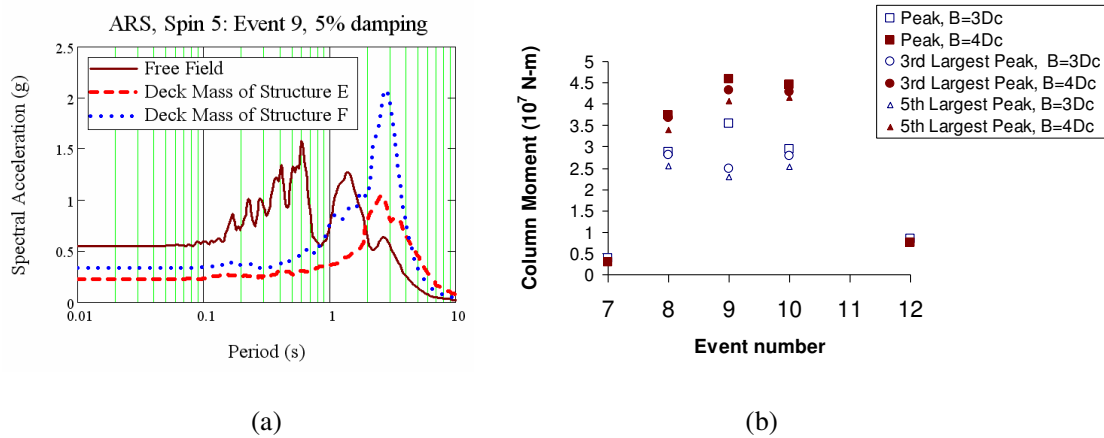 ARS, Spin 5: Event 9, 5% damping
2.5
2
1.5
1
0.5
0
Spectral Acceleration (g)
Free Field
Deck Mass of Structure E
Deck Mass of Structure F
0.01 0.1 1 10
Period (s)
(a)
5.5
5
4.5
4
3.5
3
2.5
2
1.5
1
0.5
0
Column Moment (10^7 N-m)
7 8 9 10 11 12
Event number
Peak, B=3Dc
Peak, B=4Dc
3rd Largest Peak, B=3Dc
3rd Largest Peak, B=4Dc
5th Largest Peak, B=3Dc
5th Largest Peak, B=4Dc
(b)